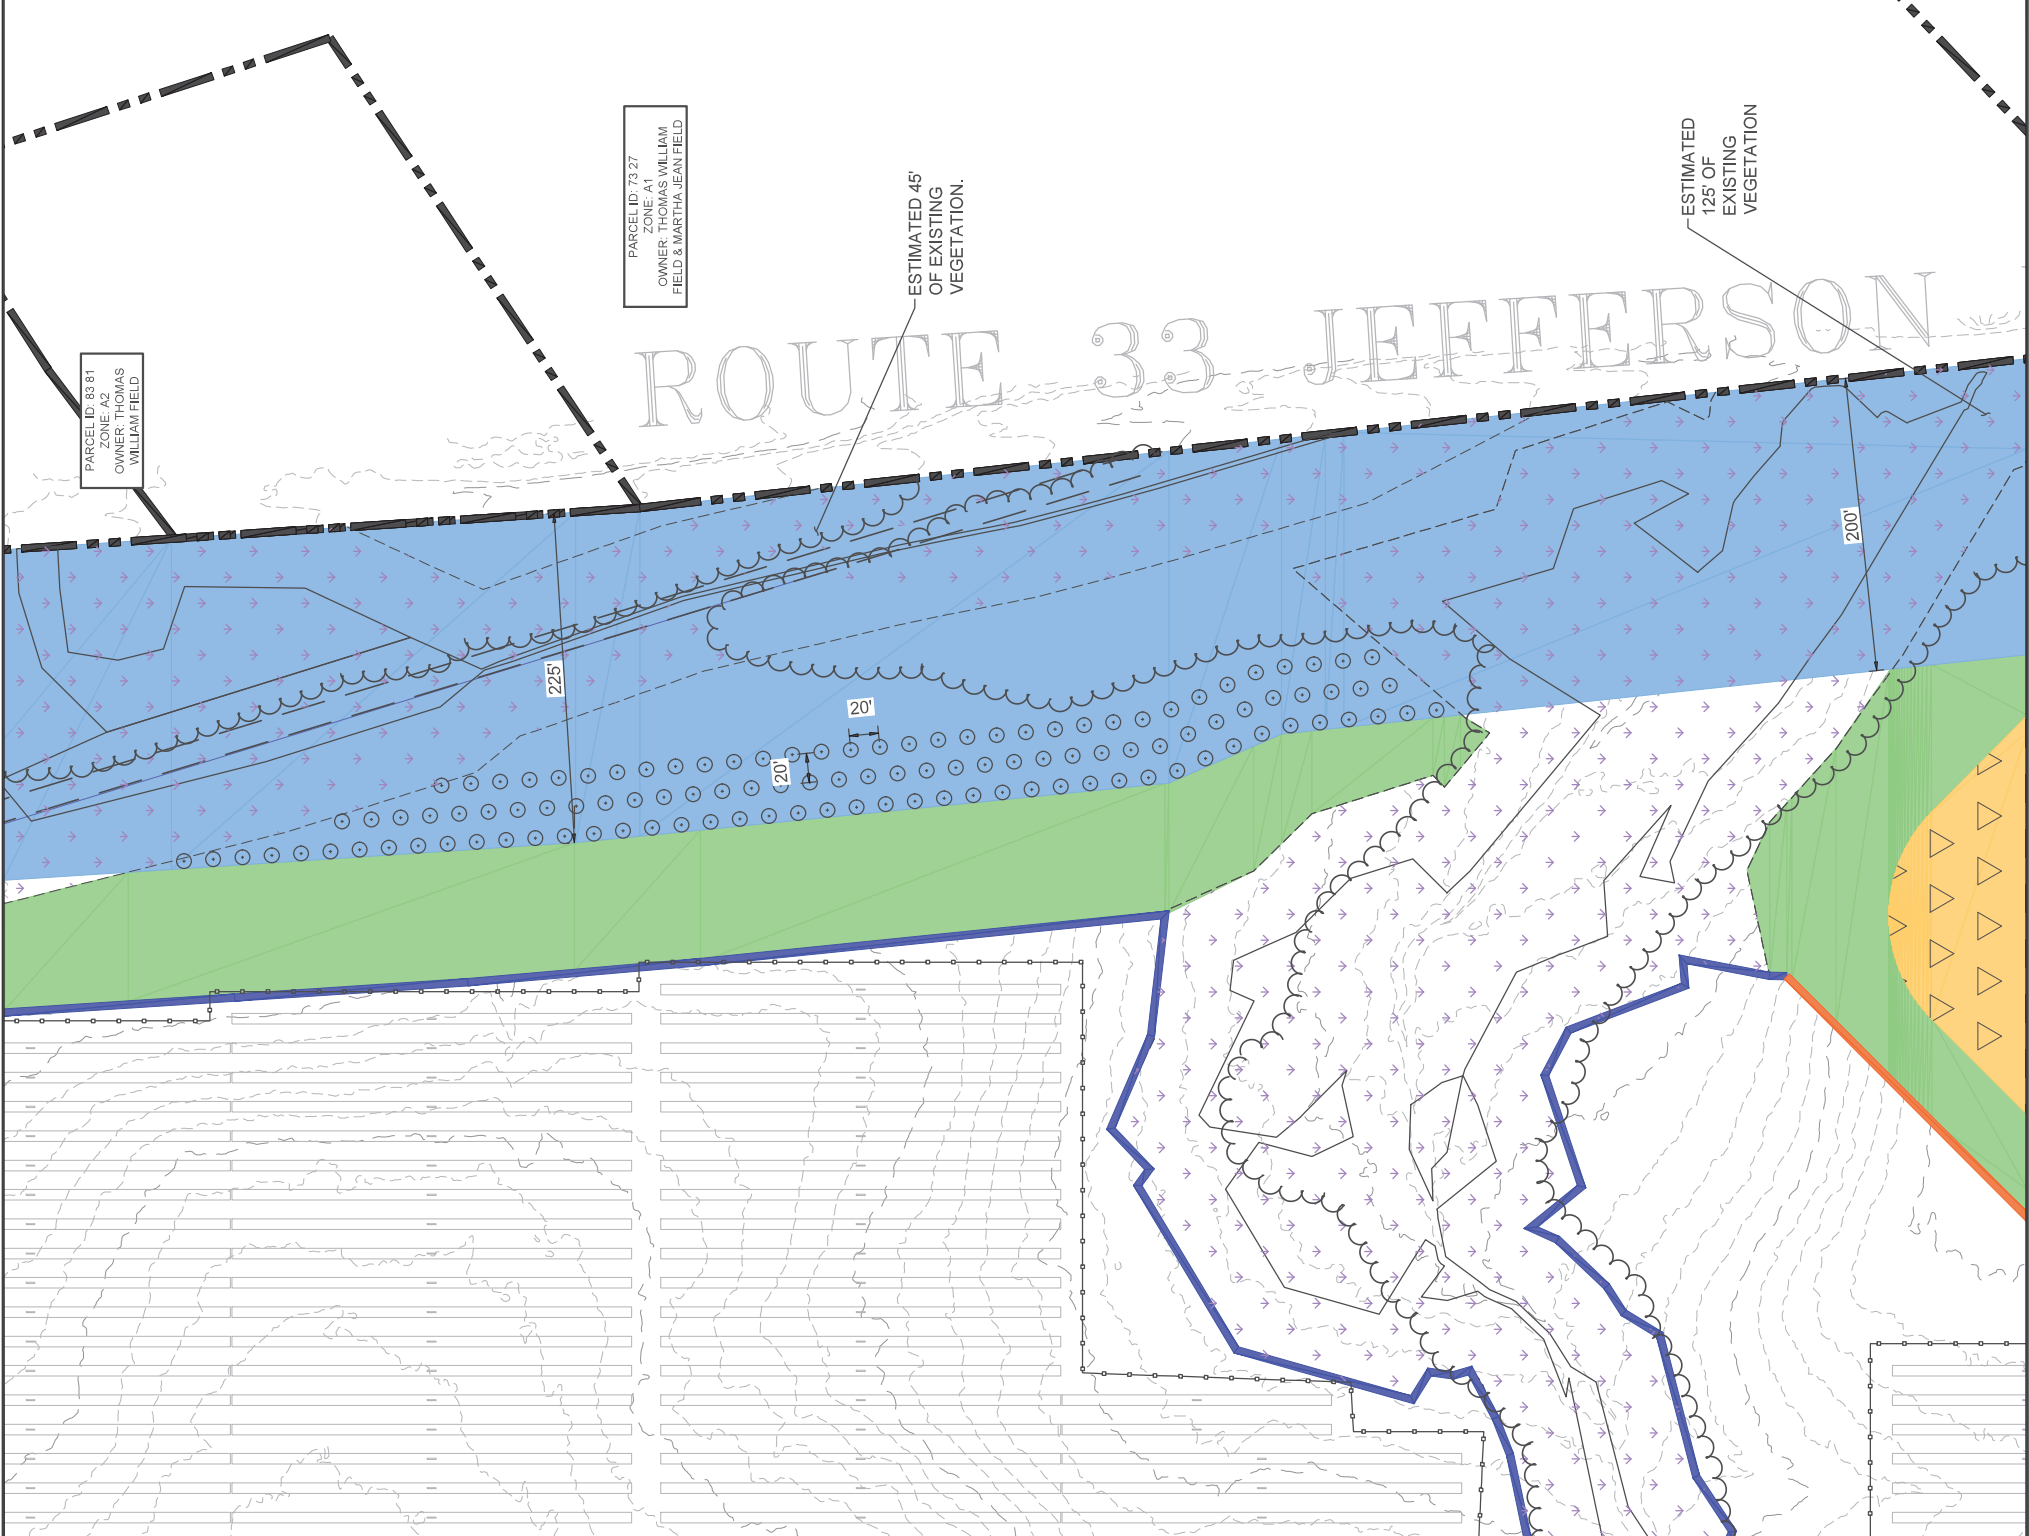 PARCEL ID: 83 81
ZONE: A2
OWNER: THOMAS
WILLIAM FIELD
PARCEL ID: 73 27
ZONE: A1
OWNER: THOMAS WILLIAM
FIELD & MARTHA JEAN FIELD
ESTIMATED 45'
OF EXISTING
VEGETATION.
ESTIMATED
125' OF
EXISTING
VEGETATION
ROUTE 33 JEFFERSON
225'
20'
20'
200'